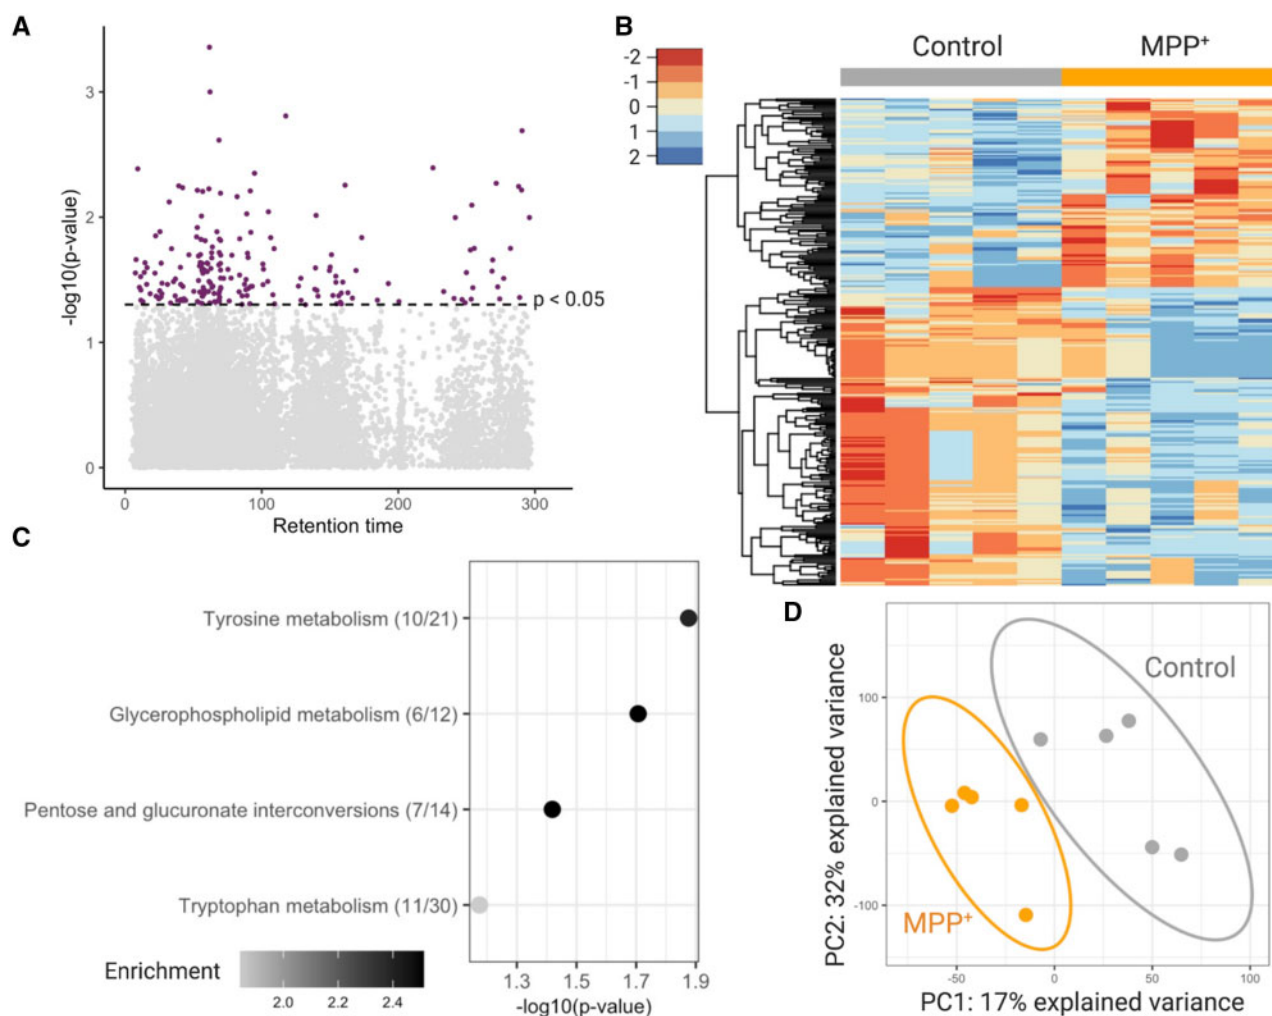 A
-log10(p-value)
3
2
1
0
p < 0.05
0
100
200
300
Retention time
B
-2
-1
0
1
2
Control
MPP⁺
C
Tyrosine metabolism (10/21)
Glycerophospholipid metabolism (6/12)
Pentose and glucuronate interconversions (7/14)
Tryptophan metabolism (11/30)
Enrichment
2.0
2.2
2.4
1.3
1.5
1.7
1.9
-log10(p-value)
D
PC2: 32% explained variance
100
0
-100
Control
MPP⁺
-50
0
50
100
PC1: 17% explained variance